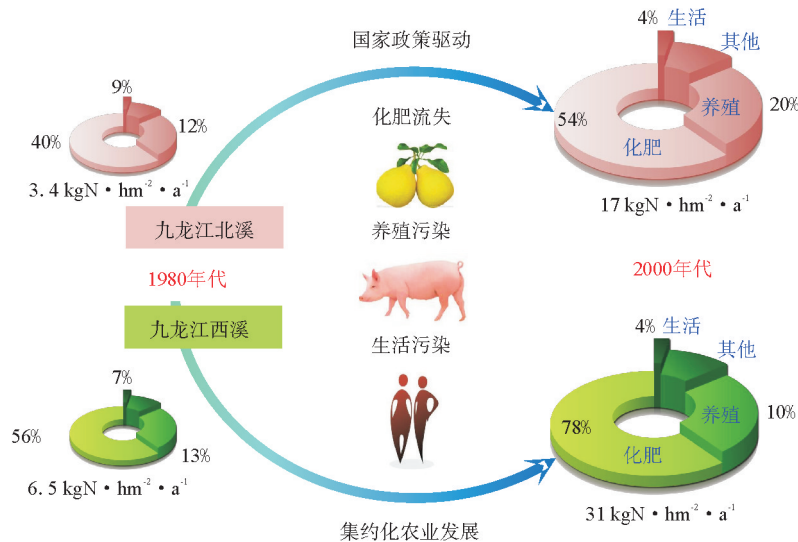 国家政策驱动
4%
生活
其他
20%
养殖
54%
化肥
17 kgN·hm⁻²·a⁻¹
9%
12%
40%
3.4 kgN·hm⁻²·a⁻¹
化肥流失
九龙江北溪
养殖污染
1980年代
2000年代
九龙江西溪
生活污染
4%
生活
其他
10%
养殖
78%
化肥
31 kgN·hm⁻²·a⁻¹
7%
56%
13%
6.5 kgN·hm⁻²·a⁻¹
集约化农业发展